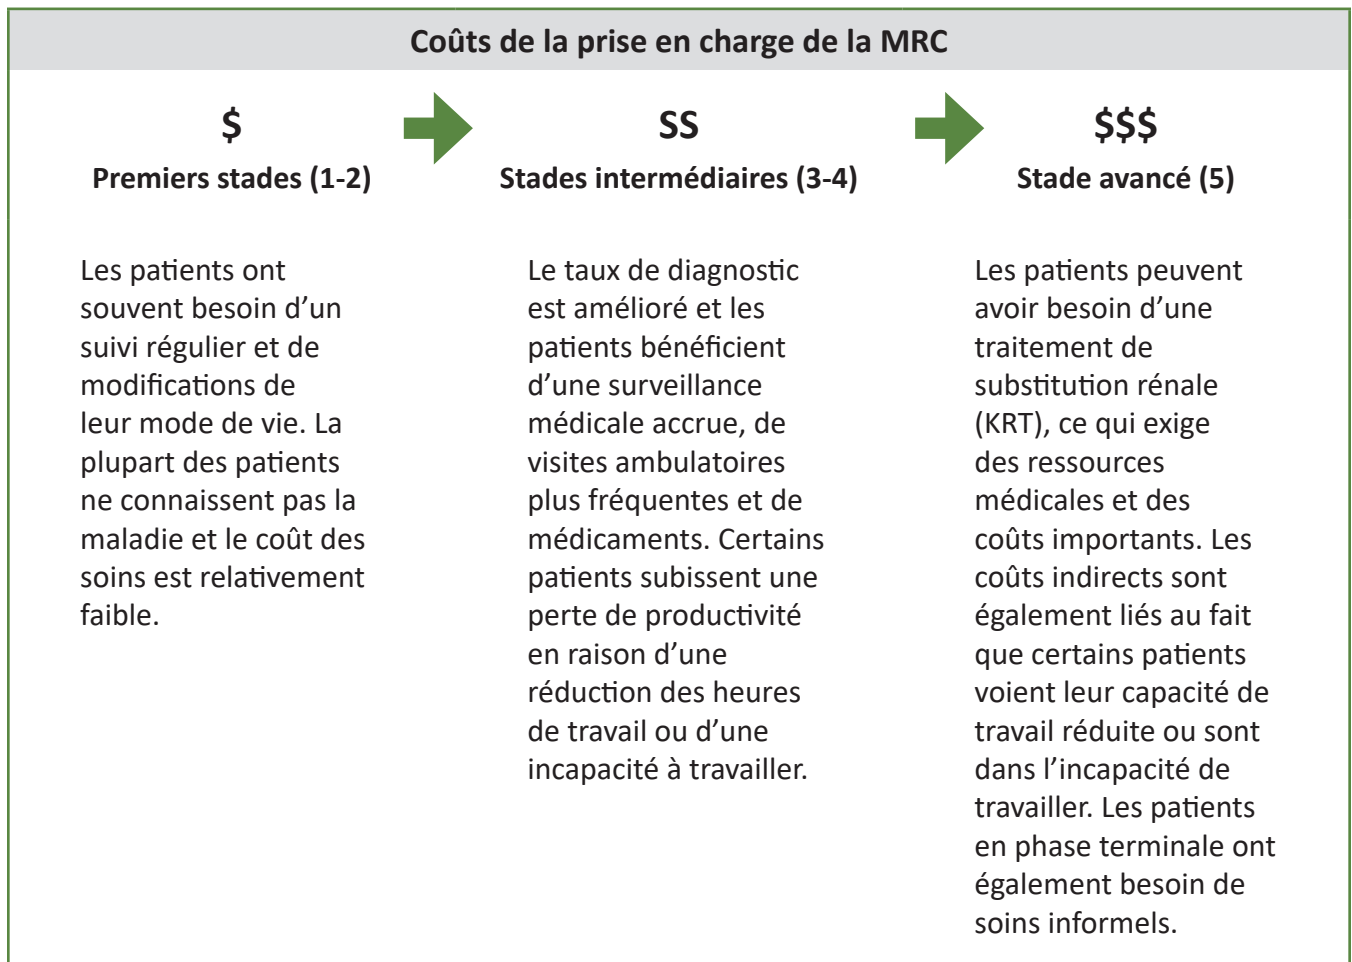 Coûts de la prise en charge de la MRC
$
Premiers stades (1-2)
Les patients ont
souvent besoin d’un
suivi régulier et de
modifications de
leur mode de vie. La
plupart des patients
ne connaissent pas la
maladie et le coût des
soins est relativement
faible.
SS
Stades intermédiaires (3-4)
Le taux de diagnostic
est amélioré et les
patients bénéficient
d’une surveillance
médicale accrue, de
visites ambulatoires
plus fréquentes et de
médicaments. Certains
patients subissent une
perte de productivité
en raison d’une
réduction des heures
de travail ou d’une
incapacité à travailler.
$$$
Stade avancé (5)
Les patients peuvent
avoir besoin d’une
traitement de
substitution rénale
(KRT), ce qui exige
des ressources
médicales et des
coûts importants. Les
coûts indirects sont
également liés au fait
que certains patients
voient leur capacité de
travail réduite ou sont
dans l’incapacité de
travailler. Les patients
en phase terminale ont
également besoin de
soins informels.